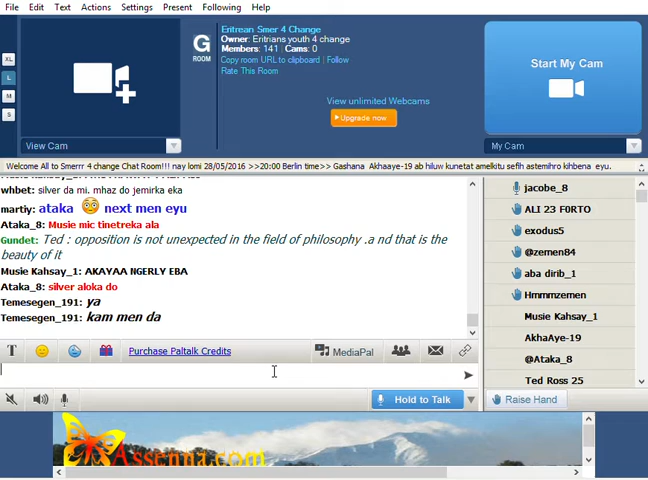 File Edit Text Actions Settings Present Following Help
XL
L
M
S
View Cam
G
ROOM
Eritrean Smer 4 Change
Owner: Eritrians youth 4 change
Members: 141 | Cams: 0
Copy room URL to clipboard | Follow
Rate This Room
View unlimited Webcams
Upgrade now
Start My Cam
My Cam
Welcome All to Smerrr 4 change Chat Room!!! nay lomi 28/05/2016 >>20:00 Berlin time>> Gashana Akhaaye-19 ab hiluw kunetat amelkitu sefih astemihro kihbena eyu.
whbet: silver da mi. mhaz do jemirka eka
martiy: ataka next men eyu
Ataka_8: Musie mic tinetreka ala
Gundet: Ted : opposition is not unexpected in the field of philosophy .a nd that is the
beauty of it
Musie Kahsay_1: AKAYAA NGERLY EBA
Ataka_8: silver aloka do
Temesegen_191: ya
Temesegen_191: kam men da
jacobe_8
ALI 23 F0RTO
exodus5
@zemen84
aba dirib_1
Hmmmzemen
Musie Kahsay_1
AkhaAye-19
@Ataka_8
Ted Ross 25
T
Purchase Paltalk Credits
MediaPal
Hold to Talk
Raise Hand
Assenna.com